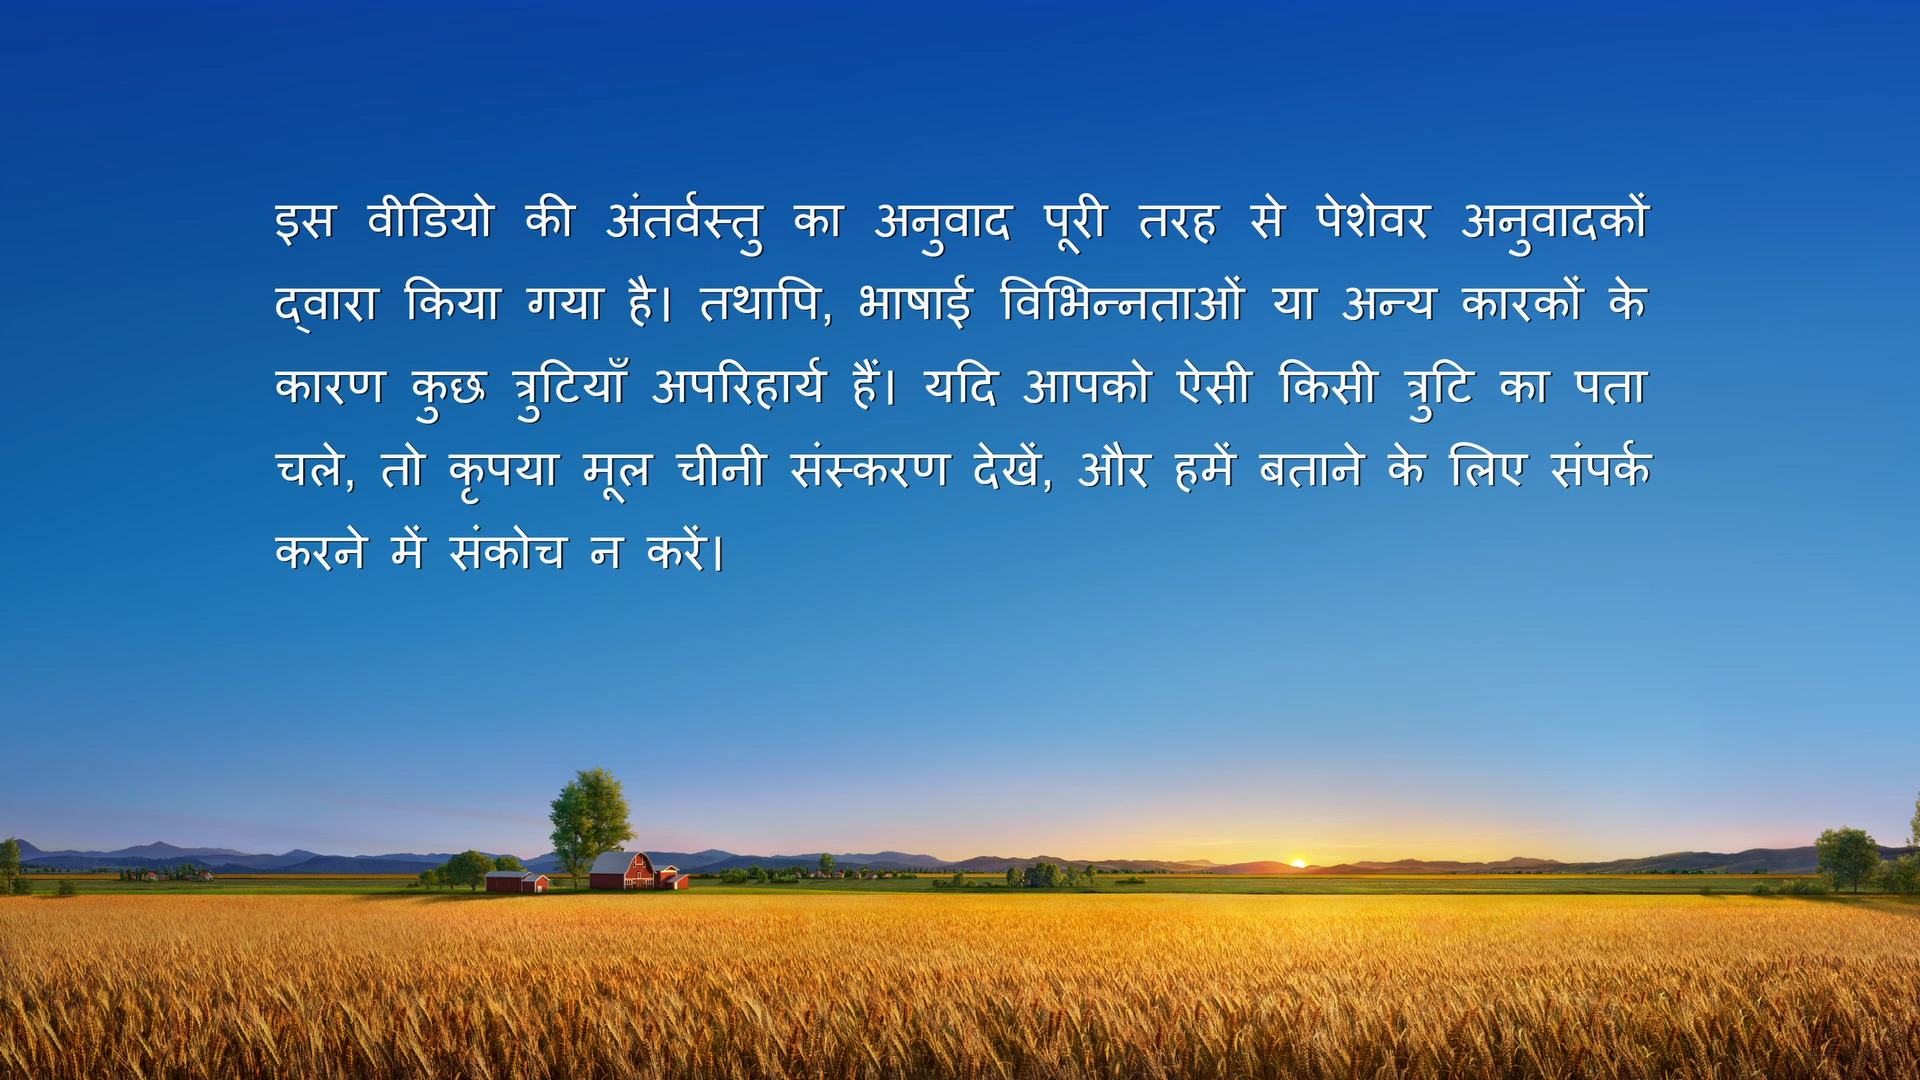 इस वीडियो की अंतर्वस्तु का अनुवाद पूरी तरह से पेशेवर अनुवादकों
द्वारा किया गया है। तथापि, भाषाई विभिन्नताओं या अन्य कारकों के
कारण कुछ त्रुटियाँ अपरिहार्य हैं। यदि आपको ऐसी किसी त्रुटि का पता
चले, तो कृपया मूल चीनी संस्करण देखें, और हमें बताने के लिए संपर्क
करने में संकोच न करें।